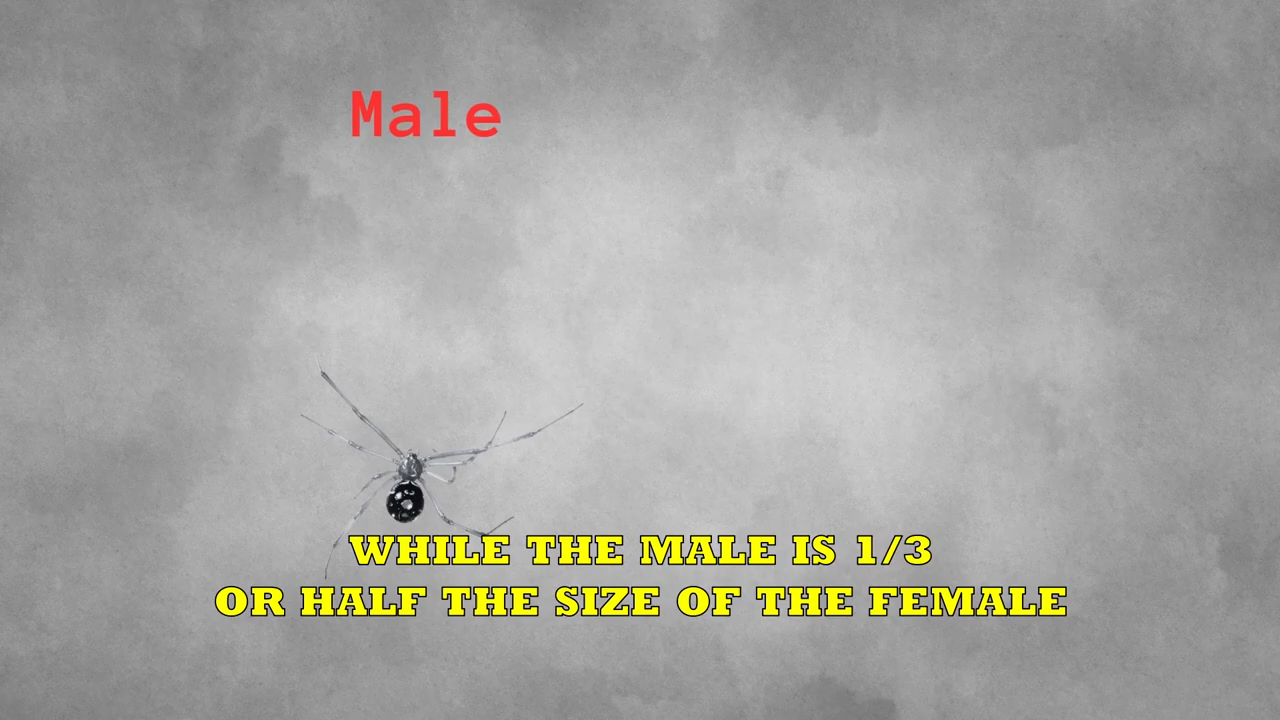 Male
WHILE THE MALE IS 1/3
OR HALF THE SIZE OF THE FEMALE